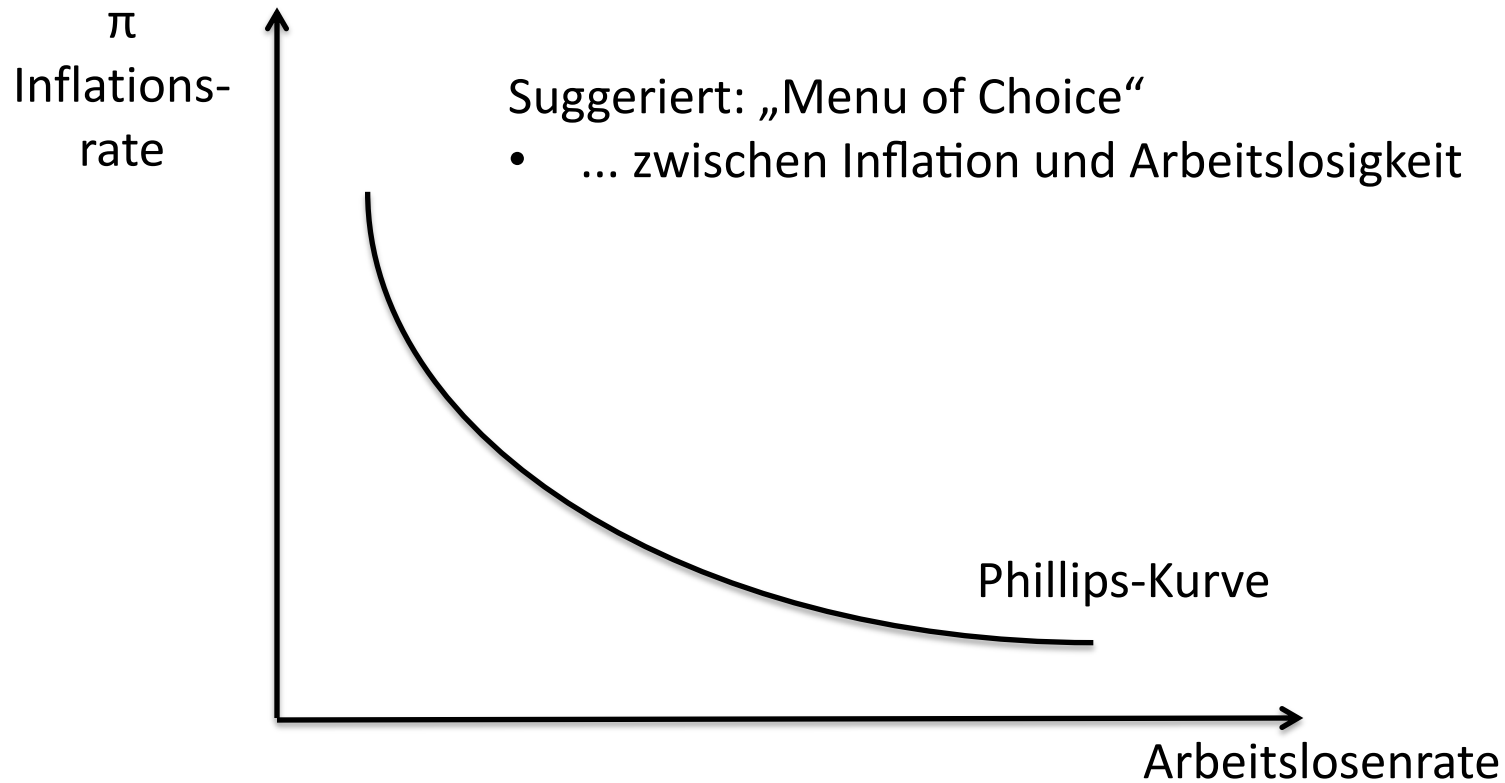 π
Inflations-
rate
Suggeriert: „Menu of Choice“
• ... zwischen Inflation und Arbeitslosigkeit
Phillips-Kurve
Arbeitslosenrate